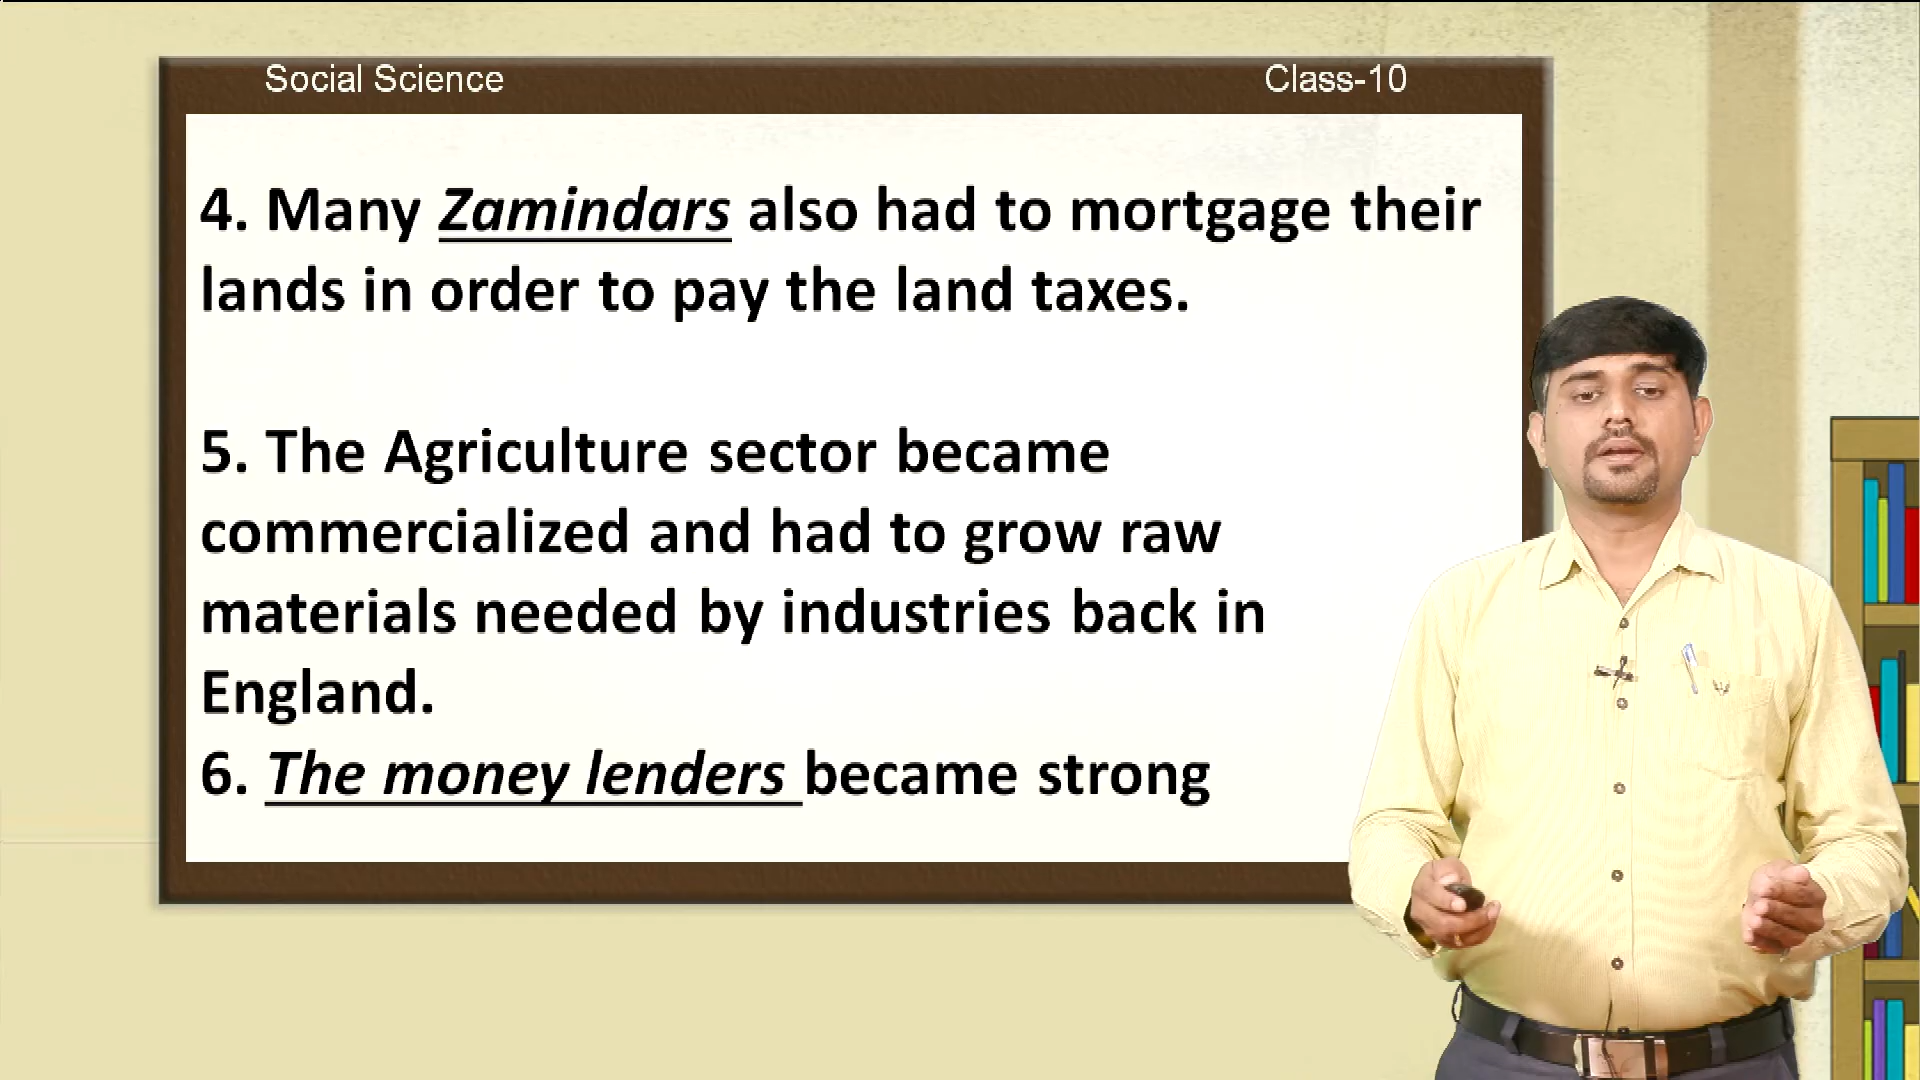 Social Science
Class-10
4. Many Zamindars also had to mortgage their
lands in order to pay the land taxes.
5. The Agriculture sector became
commercialized and had to grow raw
materials needed by industries back in
England.
6. The money lenders became strong